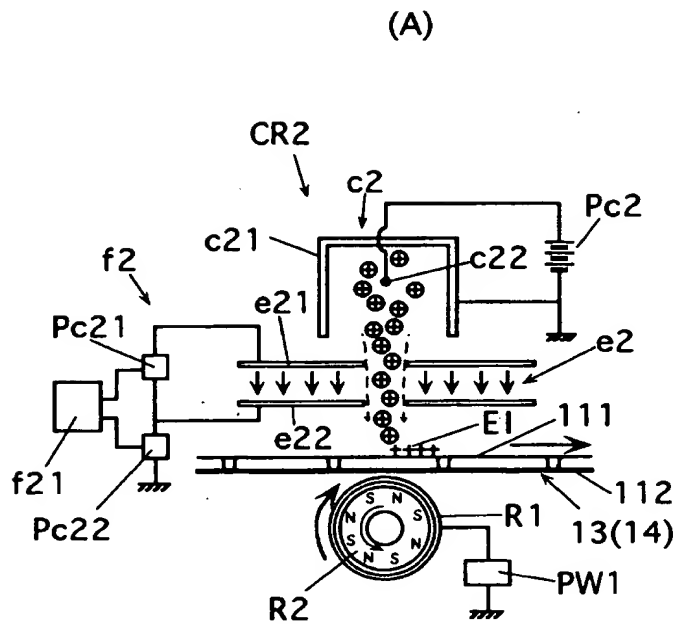 (A)
CR2
c2
Pc2
c21
c22
f2
e21
Pc21
e2
E1
111
e22
f21
Pc22
112
13(14)
R1
S N S N S N S N
PW1
R2